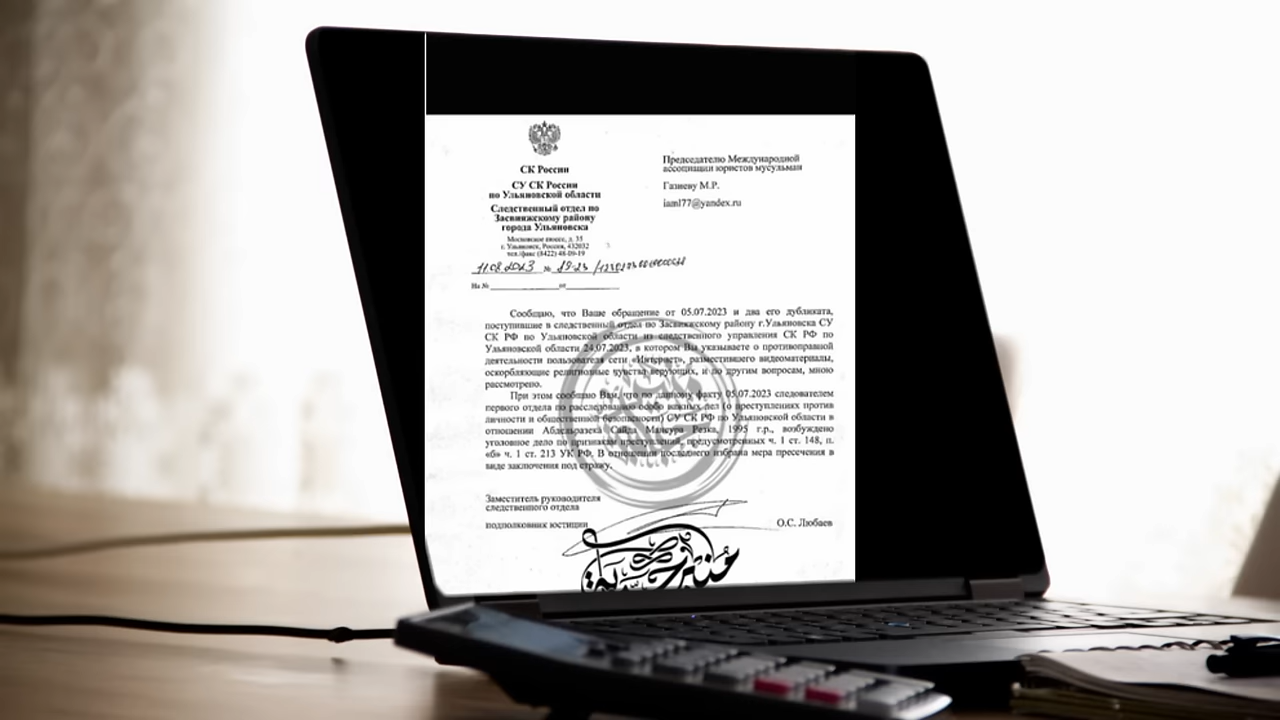 СК России
СУ СК России
по Ульяновской области
Следственный отдел по
Засвияжскому району
города Ульяновска
Московское шоссе, д. 35
г. Ульяновск, Россия, 432032
тел./факс (8422) 48-09-19
11.08.2023 №
На № от
Председателю Международной
ассоциации юристов мусульман
Газиеву М.Р.
iaml77@yandex.ru
Сообщаю, что Ваше обращение от 05.07.2023 и два его дубликата,
поступившие в следственный отдел по Засвияжскому району г.Ульяновска СУ
СК РФ по Ульяновской области из следственного управления СК РФ по
Ульяновской области 24.07.2023, в котором Вы указываете о противоправной
деятельности пользователя сети «Интернет», разместившего видеоматериалы,
оскорбляющие религиозные чувства верующих, и по другим вопросам, мною
рассмотрено.
При этом сообщаю Вам, что по данному факту 05.07.2023 следователем
первого отдела по расследованию особо важных дел (о преступлениях против
личности и общественной безопасности) СУ СК РФ по Ульяновской области в
отношении Абдельразека Сайд Мансура Резка, 1995 г.р., возбуждено
уголовное дело по признакам преступлений, предусмотренных ч. 1 ст. 148, п.
«б» ч. 1 ст. 213 УК РФ. В отношении последнего избрана мера пресечения в
виде заключения под стражу.
Заместитель руководителя
следственного отдела
подполковник юстиции О.С. Любаев